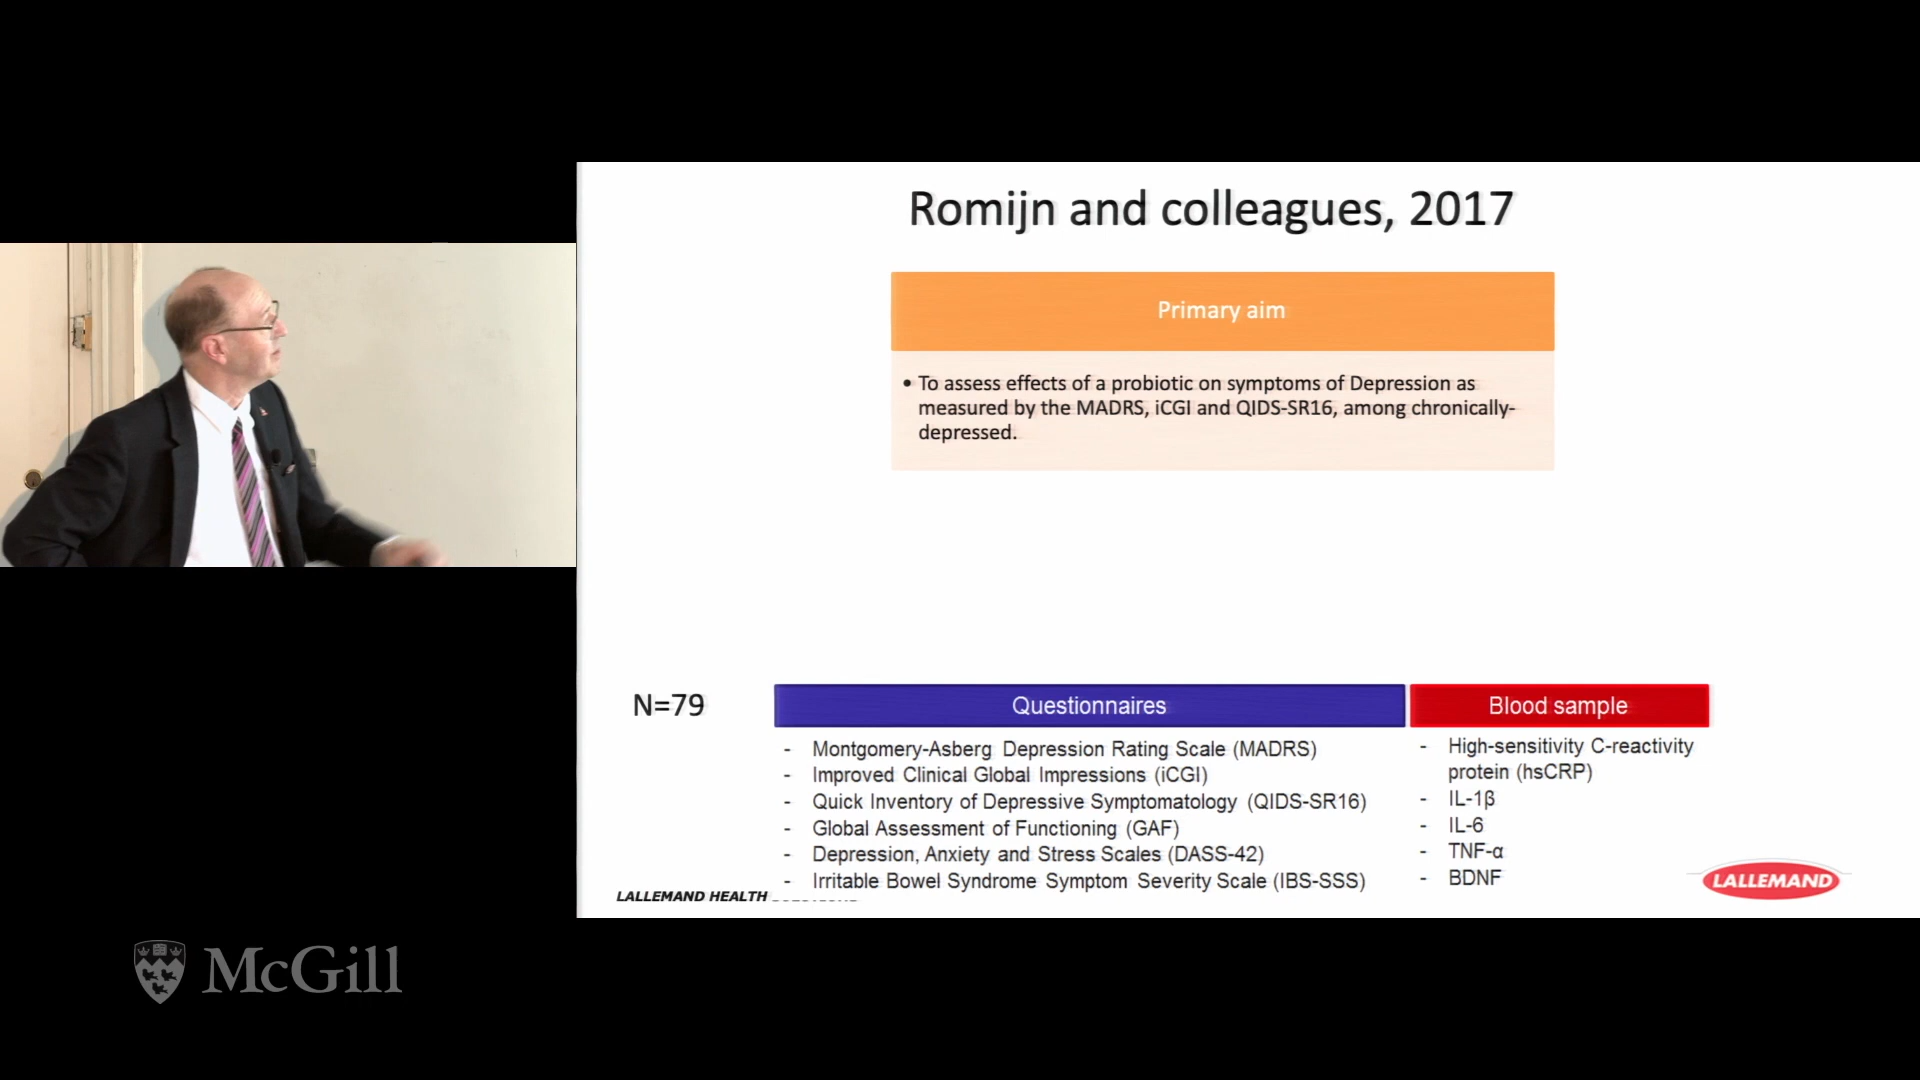 Romijn and colleagues, 2017
Primary aim
• To assess effects of a probiotic on symptoms of Depression as
measured by the MADRS, iCGI and QIDS-SR16, among chronically-
depressed.
N=79
Questionnaires
- Montgomery-Asberg Depression Rating Scale (MADRS)
- Improved Clinical Global Impressions (iCGI)
- Quick Inventory of Depressive Symptomatology (QIDS-SR16)
- Global Assessment of Functioning (GAF)
- Depression, Anxiety and Stress Scales (DASS-42)
- Irritable Bowel Syndrome Symptom Severity Scale (IBS-SSS)
Blood sample
- High-sensitivity C-reactivity
protein (hsCRP)
- IL-1β
- IL-6
- TNF-α
- BDNF
LALLEMAND HEALTH
LALLEMAND
McGill